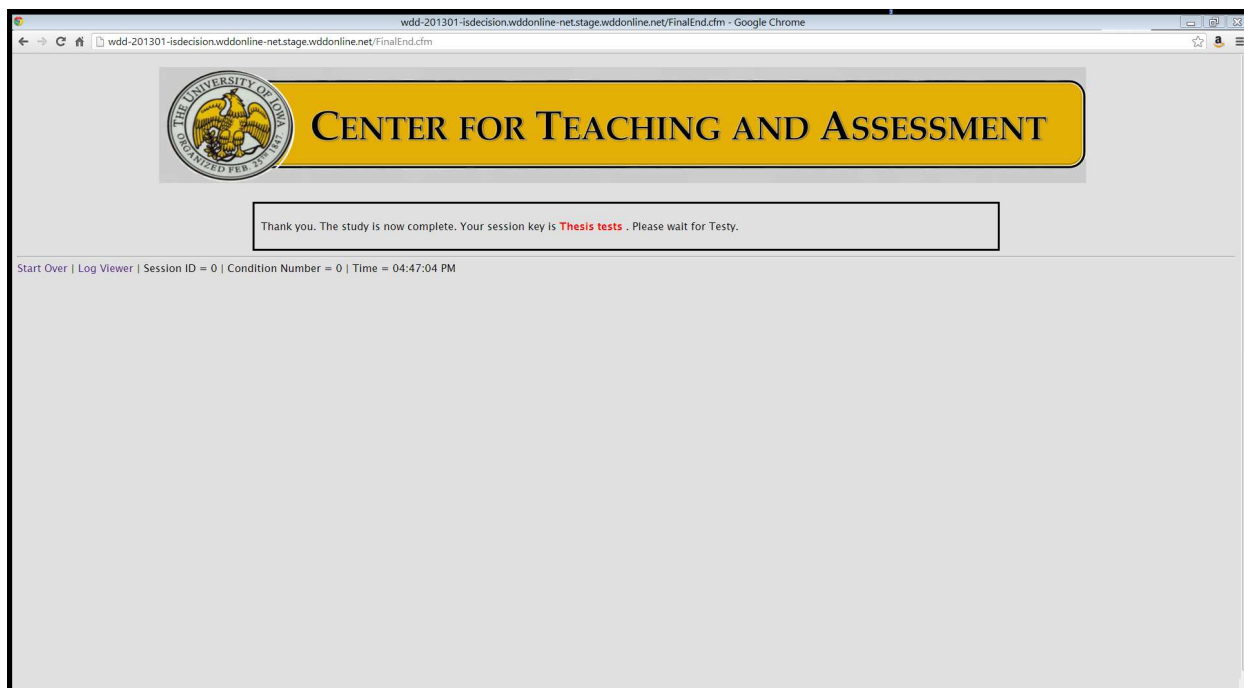 wdd-201301-isdecision.wddonline-net.stage.wddonline.net/FinalEnd.cfm - Google Chrome
wdd-201301-isdecision.wddonline-net.stage.wddonline.net/FinalEnd.cfm
THE UNIVERSITY OF IOWA
ORGANIZED FEB. 25TH 1847
CENTER FOR TEACHING AND ASSESSMENT
Thank you. The study is now complete. Your session key is Thesis tests . Please wait for Testy.
Start Over | Log Viewer | Session ID = 0 | Condition Number = 0 | Time = 04:47:04 PM